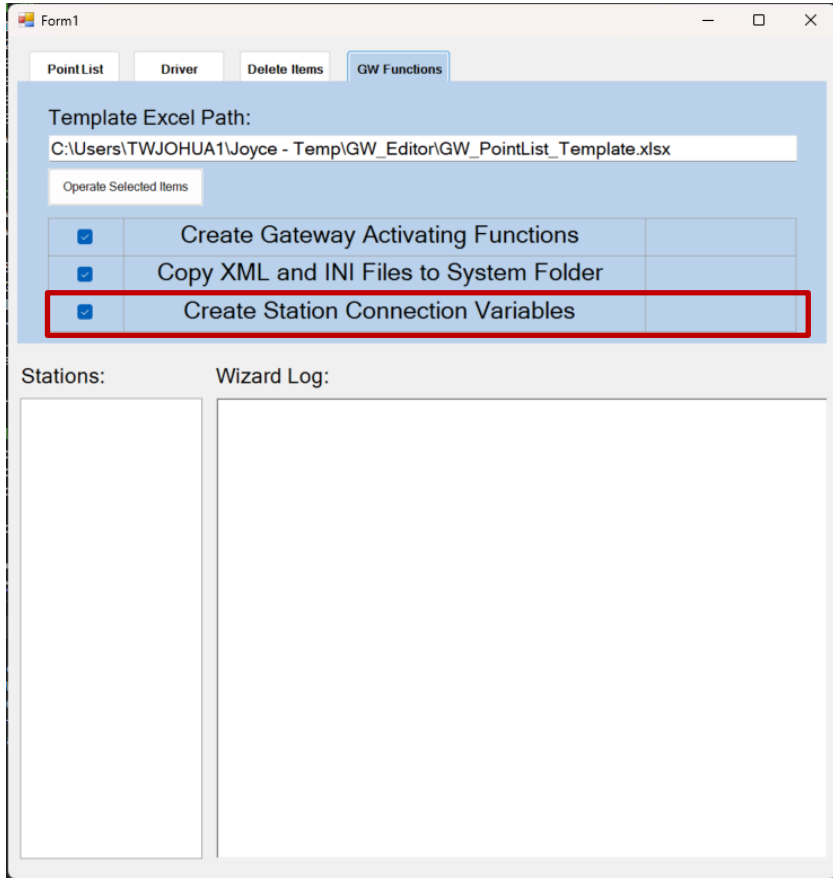 Form1
PointList Driver Delete Items GW Functions
Template Excel Path:
C:\Users\TWJOHUA1\Joyce - Temp\GW_Editor\GW_PointList_Template.xlsx
Operate Selected Items
Create Gateway Activating Functions
Copy XML and INI Files to System Folder
Create Station Connection Variables
Stations: Wizard Log: